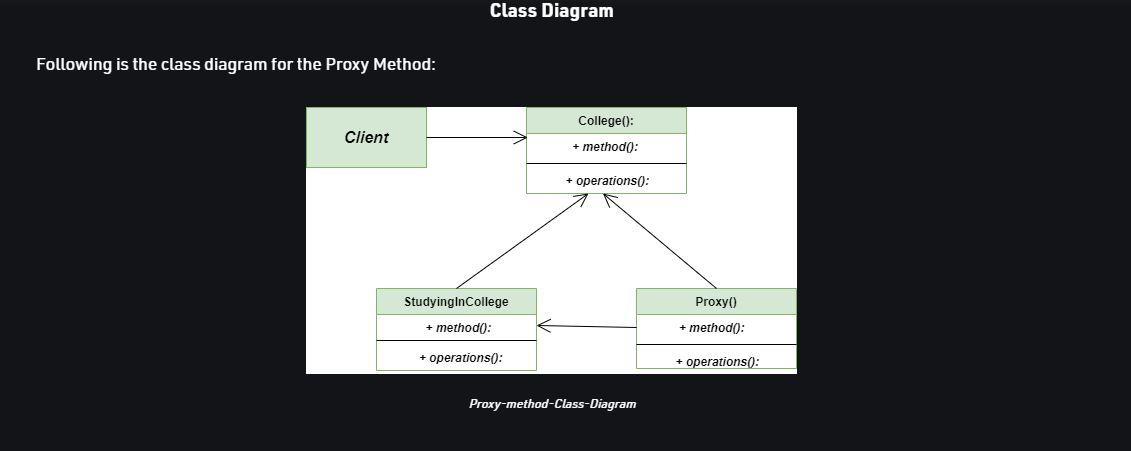 Class Diagram
Following is the class diagram for the Proxy Method:
Client
College():
+ method():
+ operations():
StudyingInCollege
+ method():
+ operations():
Proxy()
+ method():
+ operations():
Proxy-method-Class-Diagram